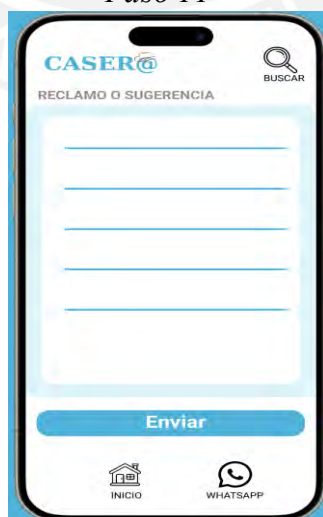 Paso 11
CASER@
BUSCAR
RECLAMO O SUGERENCIA
Enviar
INICIO
WHATSAPP